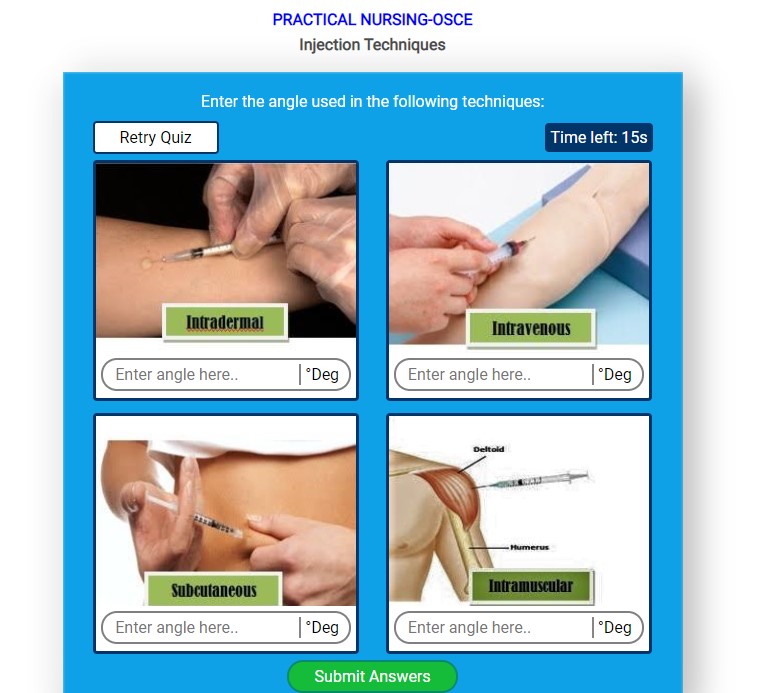 PRACTICAL NURSING-OSCE
Injection Techniques
Enter the angle used in the following techniques:
Retry Quiz
Time left: 15s
Intradermal
Intravenous
Enter angle here.. °Deg
Enter angle here.. °Deg
Deltoid
Humerus
Subcutaneous
Intramuscular
Enter angle here.. °Deg
Enter angle here.. °Deg
Submit Answers